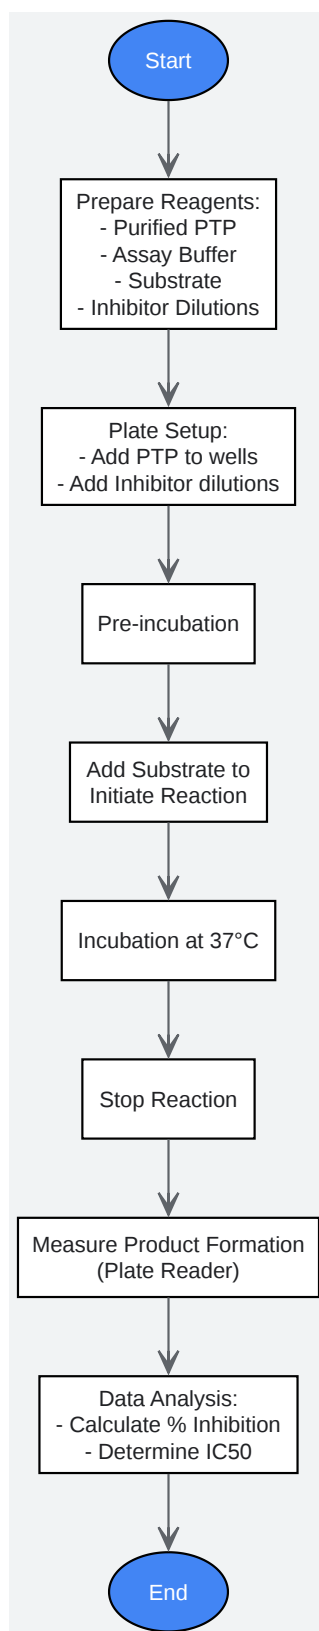 Start
Prepare Reagents:
- Purified PTP
- Assay Buffer
- Substrate
- Inhibitor Dilutions
Plate Setup:
- Add PTP to wells
- Add Inhibitor dilutions
Pre-incubation
Add Substrate to
Initiate Reaction
Incubation at 37°C
Stop Reaction
Measure Product Formation
(Plate Reader)
Data Analysis:
- Calculate % Inhibition
- Determine IC50
End